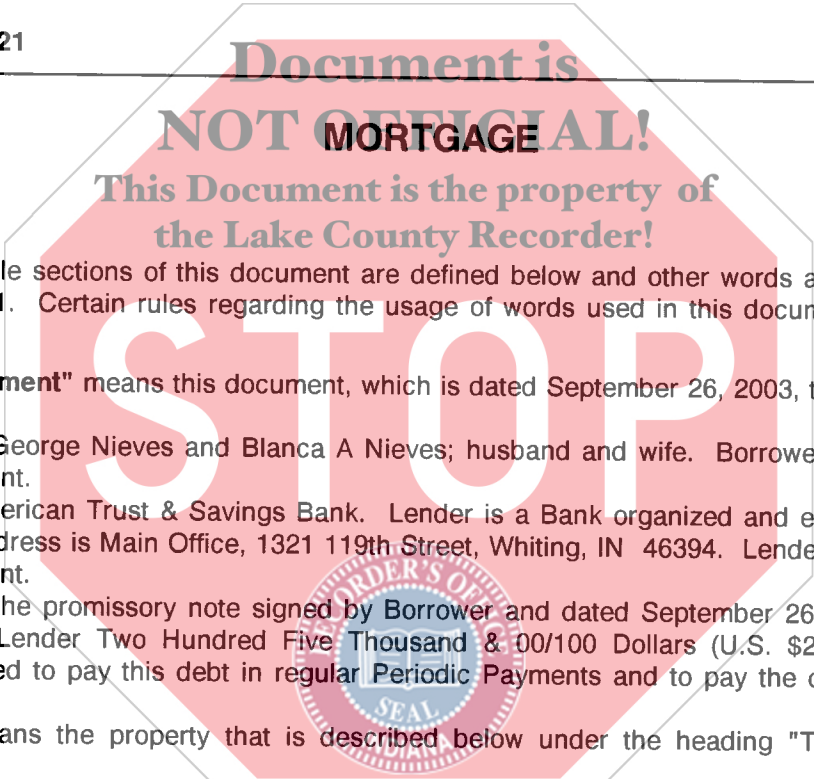 21
Document is
NOT OFFICIAL!
MORTGAGE
This Document is the property of
the Lake County Recorder!
le sections of this document are defined below and other words a
. Certain rules regarding the usage of words used in this docum
ment" means this document, which is dated September 26, 2003, t
George Nieves and Blanca A Nieves; husband and wife. Borrowe
nt.
erican Trust & Savings Bank. Lender is a Bank organized and e
dress is Main Office, 1321 119th Street, Whiting, IN 46394. Lende
nt.
he promissory note signed by Borrower and dated September 26
Lender Two Hundred Five Thousand & 00/100 Dollars (U.S. $2
ed to pay this debt in regular Periodic Payments and to pay the d
ans the property that is described below under the heading "T
STOP
RECORDER'S OFFICE
SEAL
INDIANA